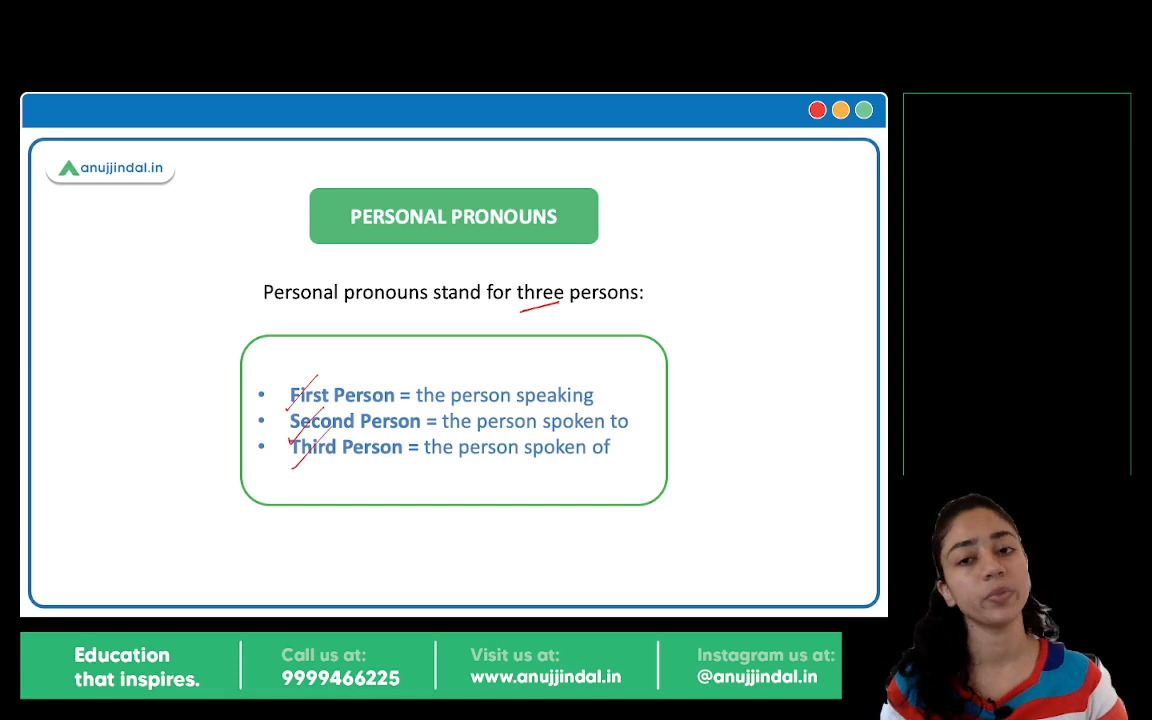 anujjindal.in
PERSONAL PRONOUNS
Personal pronouns stand for three persons:
• First Person = the person speaking
• Second Person = the person spoken to
• Third Person = the person spoken of
Education
that inspires.
Call us at:
9999466225
Visit us at:
www.anujjindal.in
Instagram us at:
@anujjindal.in